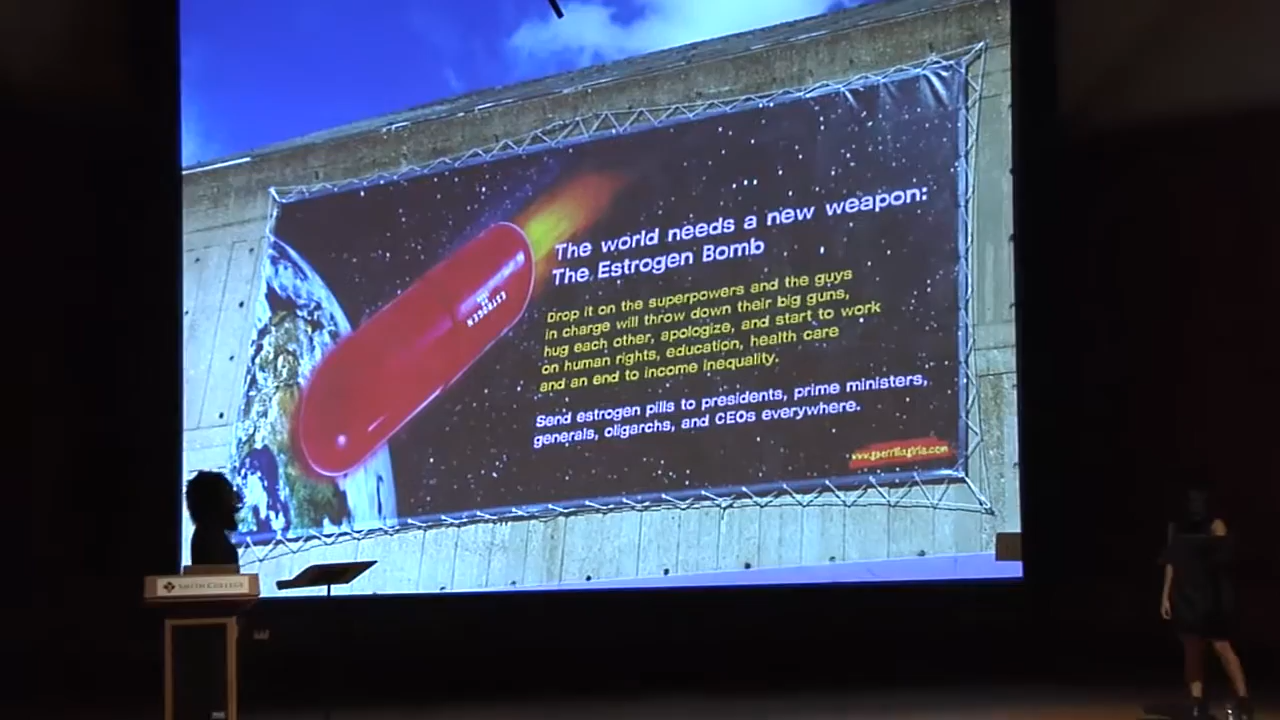 The world needs a new weapon:
The Estrogen Bomb
Drop it on the superpowers and the guys
in charge will throw down their big guns,
hug each other, apologize, and start to work
on human rights, education, health care
and an end to income inequality.
Send estrogen pills to presidents, prime ministers,
generals, oligarchs, and CEOs everywhere.
www.guerrillagirls.com
ESTROGEN
SMITH COLLEGE